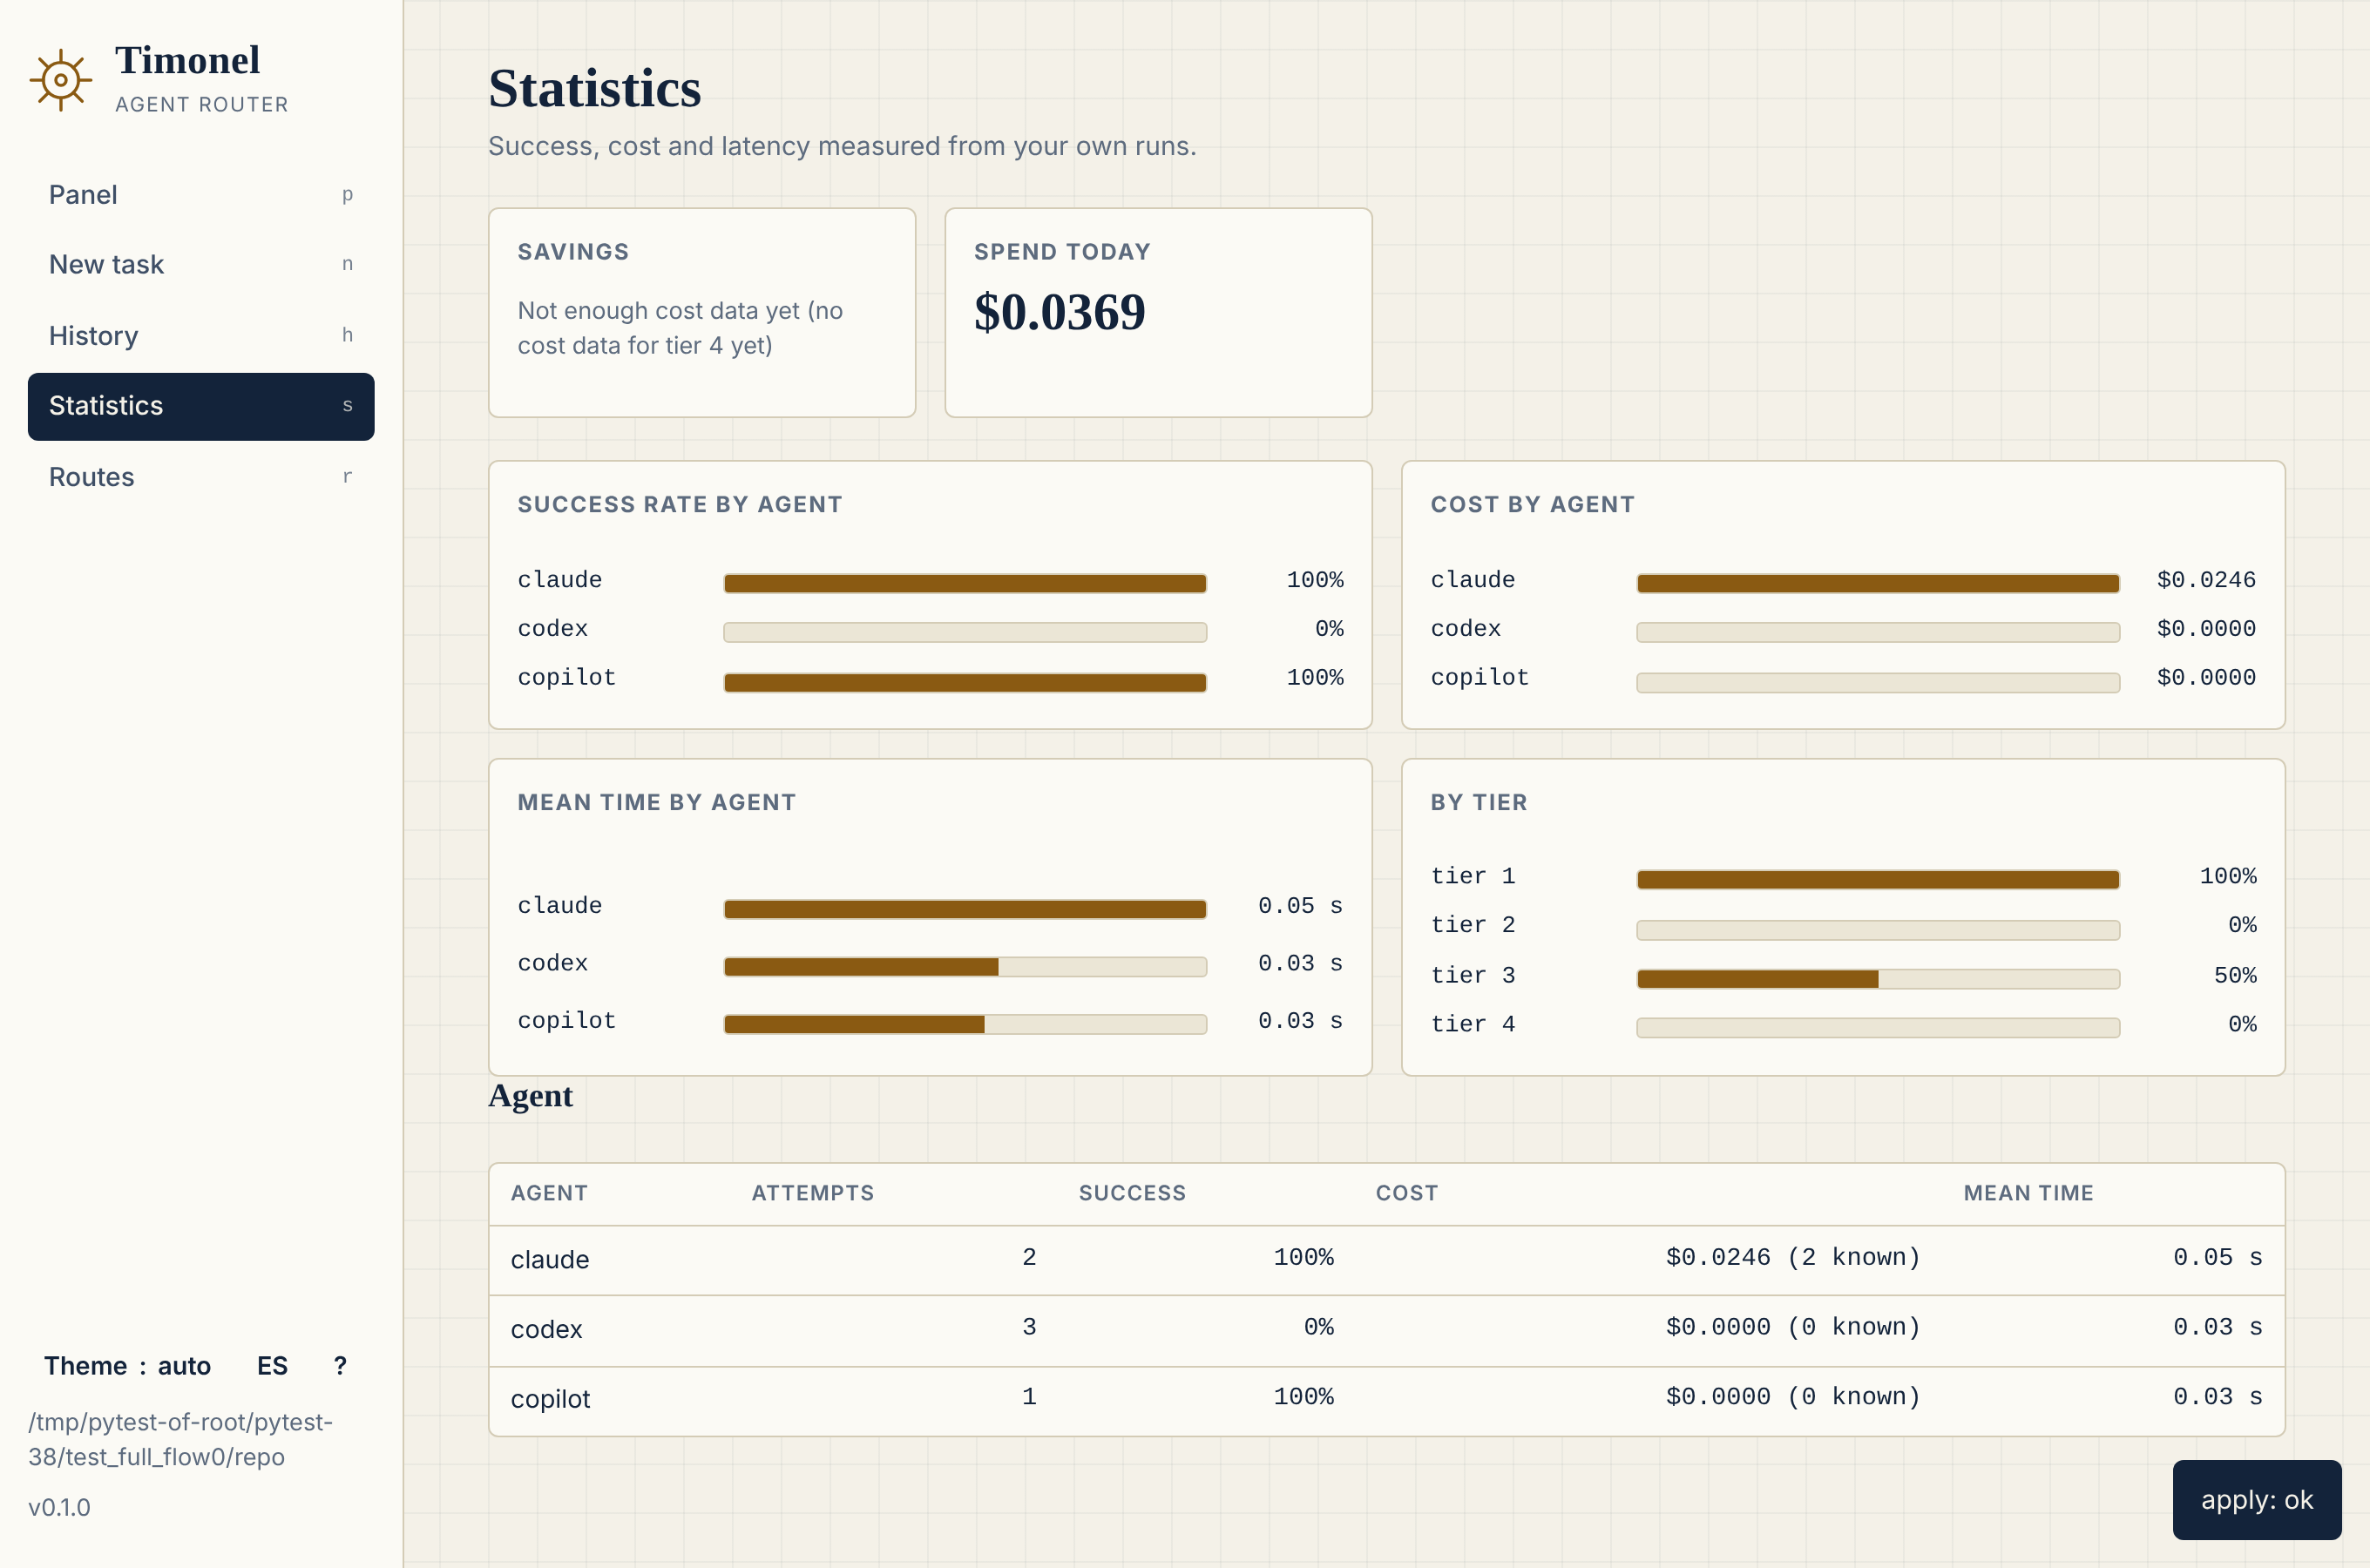 Timonel
AGENT ROUTER
Panel p
New task n
History h
Statistics s
Routes r
Theme : auto ES ?
/tmp/pytest-of-root/pytest-
38/test_full_flow0/repo
v0.1.0
Statistics
Success, cost and latency measured from your own runs.
SAVINGS
Not enough cost data yet (no
cost data for tier 4 yet)
SPEND TODAY
$0.0369
SUCCESS RATE BY AGENT
claude 100%
codex 0%
copilot 100%
COST BY AGENT
claude $0.0246
codex $0.0000
copilot $0.0000
MEAN TIME BY AGENT
claude 0.05 s
codex 0.03 s
copilot 0.03 s
BY TIER
tier 1 100%
tier 2 0%
tier 3 50%
tier 4 0%
Agent
AGENT ATTEMPTS SUCCESS COST MEAN TIME
claude 2 100% $0.0246 (2 known) 0.05 s
codex 3 0% $0.0000 (0 known) 0.03 s
copilot 1 100% $0.0000 (0 known) 0.03 s
apply: ok